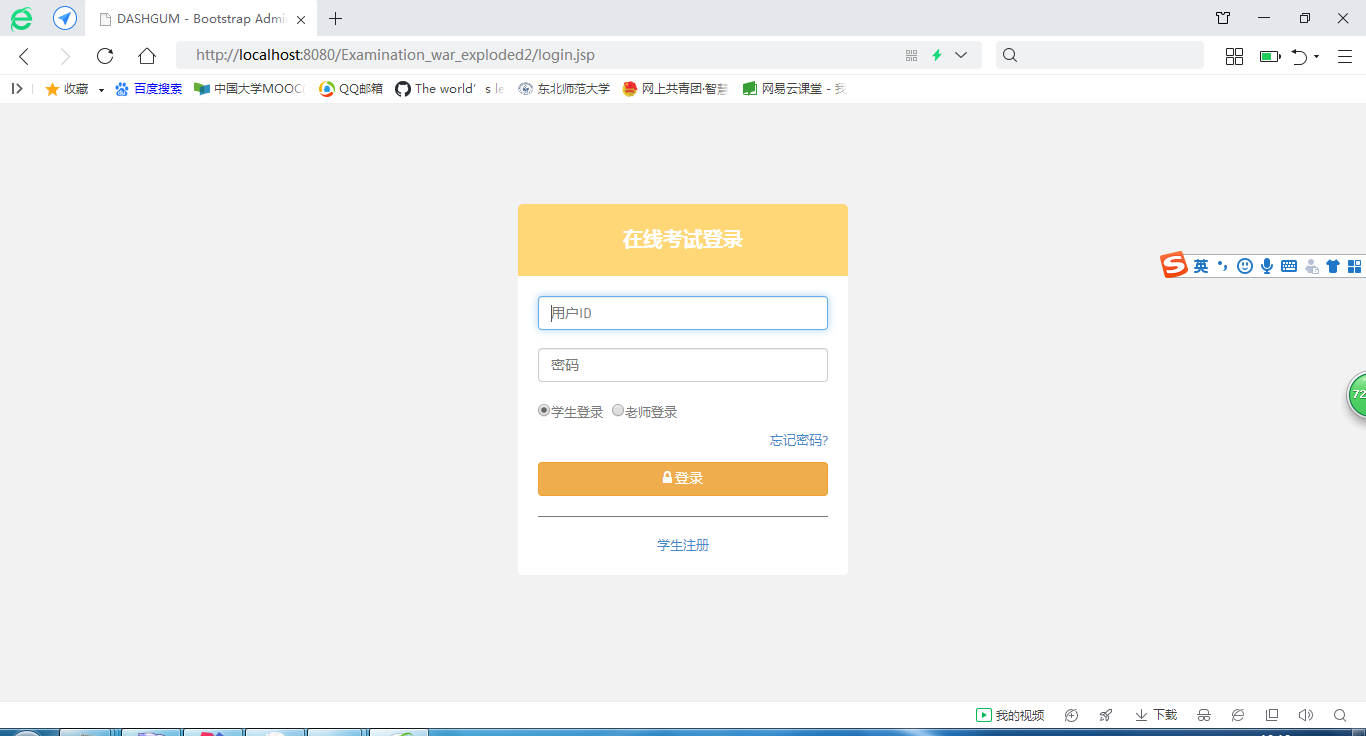 DASHGUM - Bootstrap Admi
http://localhost:8080/Examination_war_exploded2/login.jsp
收藏 百度搜索 中国大学MOOC QQ邮箱 The world’s le 东北师范大学 网上共青团·智慧 网易云课堂 - 我
在线考试登录
英
用户ID
密码
72
学生登录 老师登录
忘记密码?
登录
学生注册
我的视频 下载